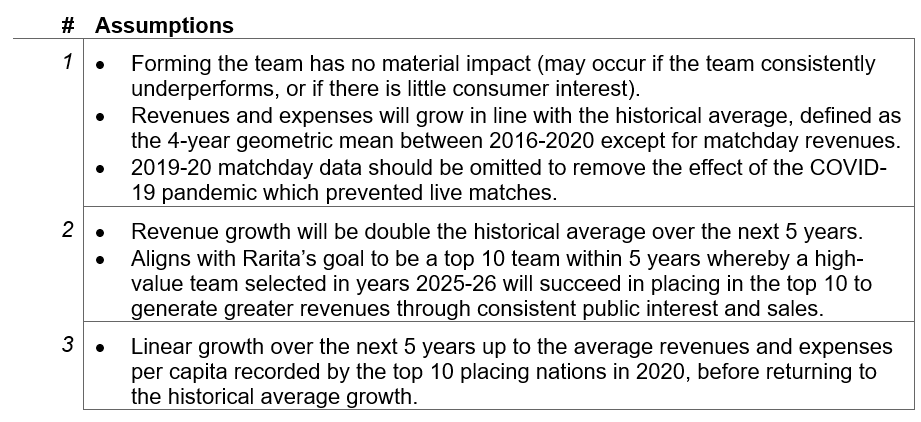 # Assumptions
1 • Forming the team has no material impact (may occur if the team consistently
underperforms, or if there is little consumer interest).
• Revenues and expenses will grow in line with the historical average, defined as
the 4-year geometric mean between 2016-2020 except for matchday revenues.
• 2019-20 matchday data should be omitted to remove the effect of the COVID-
19 pandemic which prevented live matches.
2 • Revenue growth will be double the historical average over the next 5 years.
• Aligns with Rarita’s goal to be a top 10 team within 5 years whereby a high-
value team selected in years 2025-26 will succeed in placing in the top 10 to
generate greater revenues through consistent public interest and sales.
3 • Linear growth over the next 5 years up to the average revenues and expenses
per capita recorded by the top 10 placing nations in 2020, before returning to
the historical average growth.